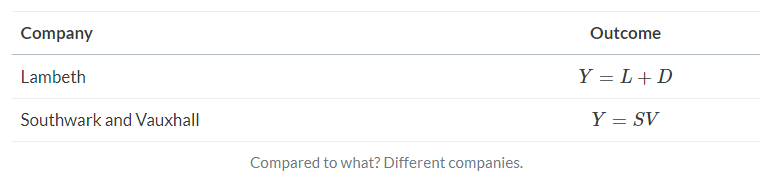 Company Outcome
Lambeth Y = L + D
Southwark and Vauxhall Y = SV
Compared to what? Different companies.